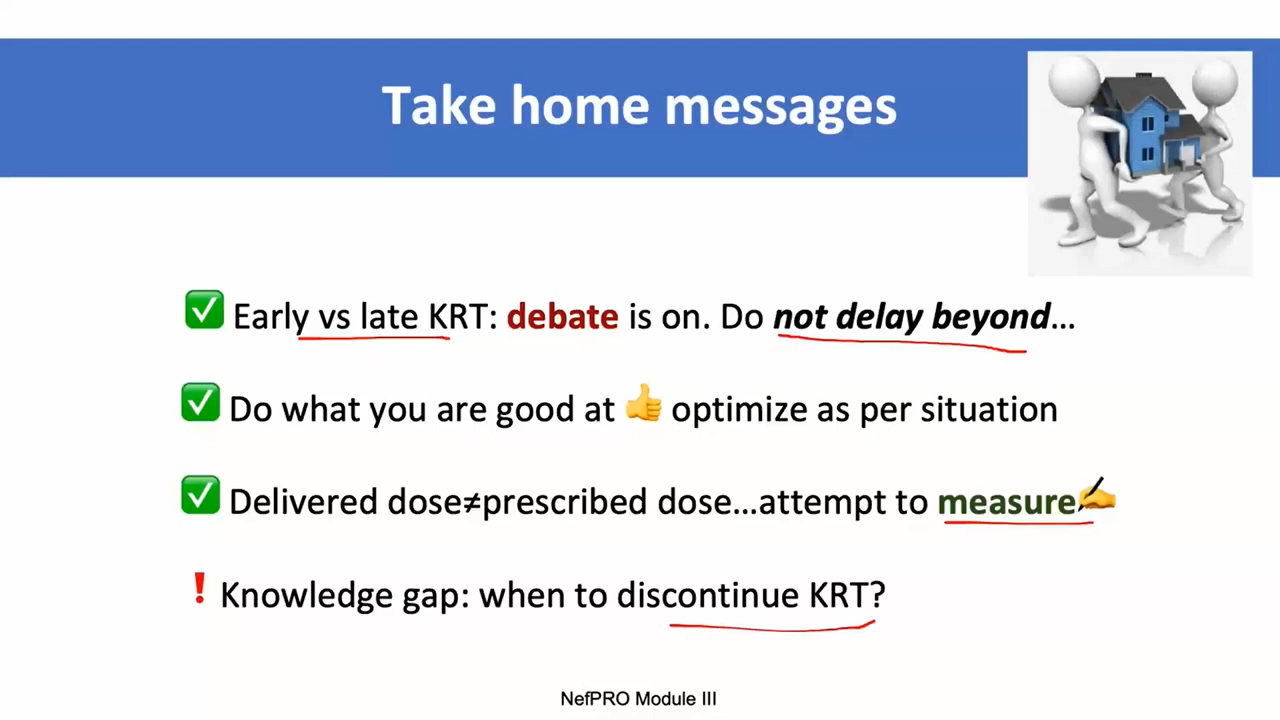 Take home messages
✅ Early vs late KRT: debate is on. Do not delay beyond...
✅ Do what you are good at 👍 optimize as per situation
✅ Delivered dose≠prescribed dose...attempt to measure✍
❗ Knowledge gap: when to discontinue KRT?
NefPRO Module III